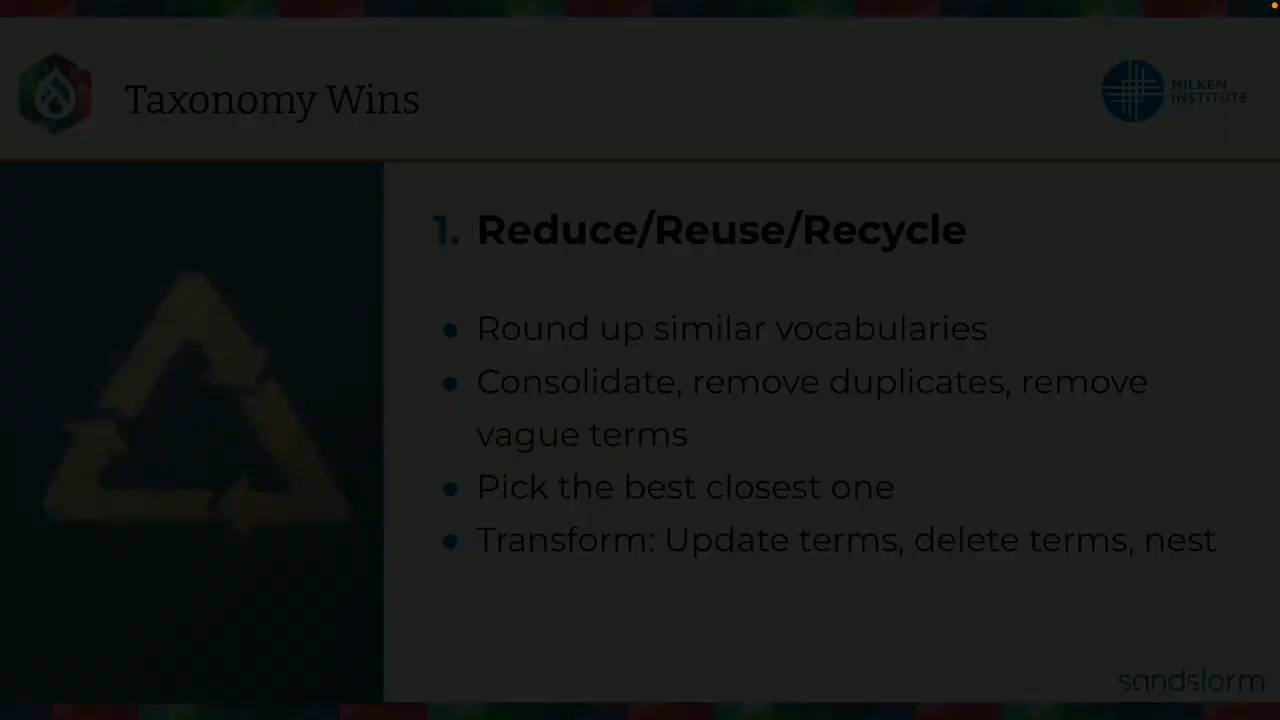 Taxonomy Wins
MILKEN
INSTITUTE
1. Reduce/Reuse/Recycle
• Round up similar vocabularies
• Consolidate, remove duplicates, remove
vague terms
• Pick the best closest one
• Transform: Update terms, delete terms, nest
sandstorm